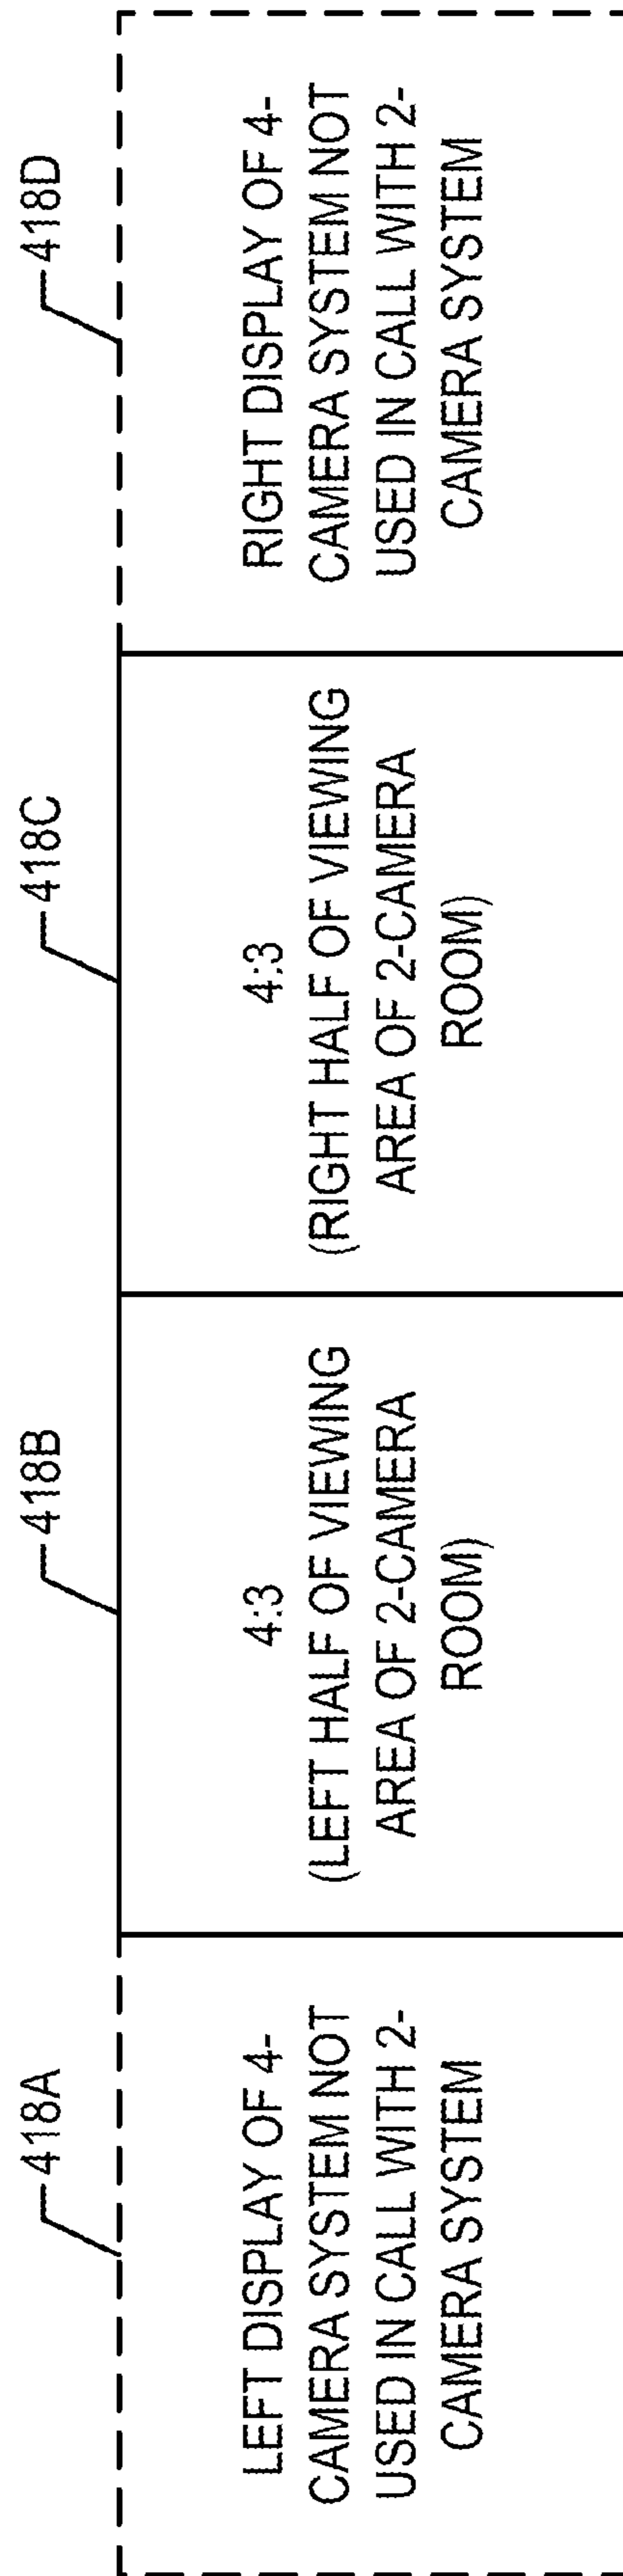 418A
418B
418C
418D
LEFT DISPLAY OF 4-
CAMERA SYSTEM NOT
USED IN CALL WITH 2-
CAMERA SYSTEM
4:3
(LEFT HALF OF VIEWING
AREA OF 2-CAMERA
ROOM)
4:3
(RIGHT HALF OF VIEWING
AREA OF 2-CAMERA
ROOM)
RIGHT DISPLAY OF 4-
CAMERA SYSTEM NOT
USED IN CALL WITH 2-
CAMERA SYSTEM